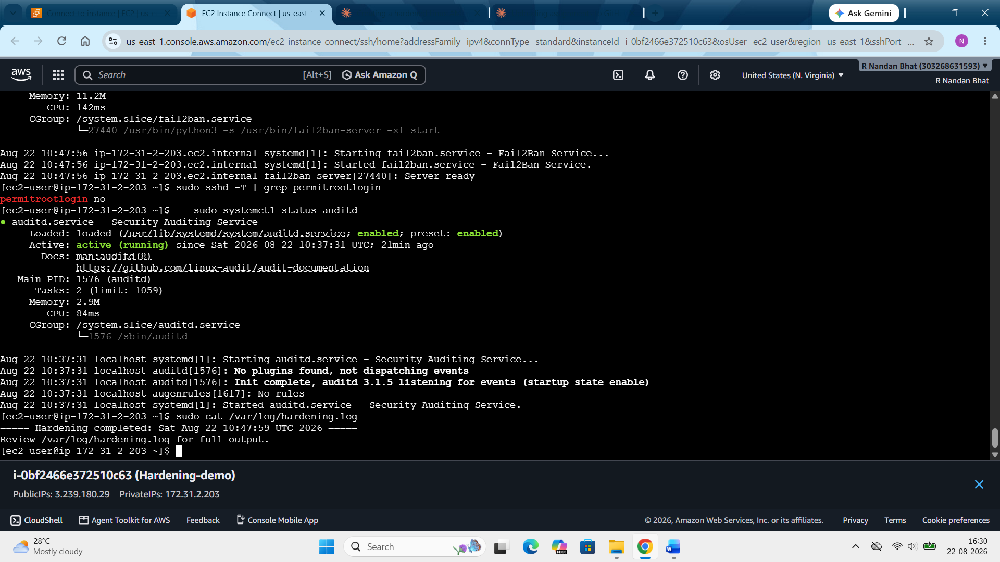 Connect to instance | EC2 | us-e
EC2 Instance Connect | us-east-
Ask Gemini
us-east-1.console.aws.amazon.com/ec2-instance-connect/ssh/home?addressFamily=ipv4&connType=standard&instanceId=i-0bf2466e372510c63&osUser=ec2-user&region=us-east-1&sshPort=...
N
aws
Search
[Alt+S]
Ask Amazon Q
United States (N. Virginia)
R Nandan Bhat (303268631593)
R Nandan Bhat
Memory: 11.2M
CPU: 142ms
CGroup: /system.slice/fail2ban.service
└─27440 /usr/bin/python3 -s /usr/bin/fail2ban-server -xf start
Aug 22 10:47:56 ip-172-31-2-203.ec2.internal systemd[1]: Starting fail2ban.service - Fail2Ban Service...
Aug 22 10:47:56 ip-172-31-2-203.ec2.internal systemd[1]: Started fail2ban.service - Fail2Ban Service.
Aug 22 10:47:56 ip-172-31-2-203.ec2.internal fail2ban-server[27440]: Server ready
[ec2-user@ip-172-31-2-203 ~]$ sudo sshd -T | grep permitrootlogin
permitrootlogin no
[ec2-user@ip-172-31-2-203 ~]$    sudo systemctl status auditd
● auditd.service - Security Auditing Service
Loaded: loaded (/usr/lib/systemd/system/auditd.service; enabled; preset: enabled)
Active: active (running) since Sat 2026-08-22 10:37:31 UTC; 21min ago
Docs: man:auditd(8)
https://github.com/linux-audit/audit-documentation
Main PID: 1576 (auditd)
Tasks: 2 (limit: 1059)
Memory: 2.9M
CPU: 84ms
CGroup: /system.slice/auditd.service
└─1576 /sbin/auditd
Aug 22 10:37:31 localhost systemd[1]: Starting auditd.service - Security Auditing Service...
Aug 22 10:37:31 localhost auditd[1576]: No plugins found, not dispatching events
Aug 22 10:37:31 localhost auditd[1576]: Init complete, auditd 3.1.5 listening for events (startup state enable)
Aug 22 10:37:31 localhost augenrules[1617]: No rules
Aug 22 10:37:31 localhost systemd[1]: Started auditd.service - Security Auditing Service.
[ec2-user@ip-172-31-2-203 ~]$ sudo cat /var/log/hardening.log
===== Hardening completed: Sat Aug 22 10:47:59 UTC 2026 =====
Review /var/log/hardening.log for full output.
[ec2-user@ip-172-31-2-203 ~]$
i-0bf2466e372510c63 (Hardening-demo)
PublicIPs: 3.239.180.29 PrivateIPs: 172.31.2.203
CloudShell
Agent Toolkit for AWS
Feedback
Console Mobile App
© 2026, Amazon Web Services, Inc. or its affiliates.
Privacy
Terms
Cookie preferences
28°C
Mostly cloudy
Search
M365
W
16:30
22-08-2026